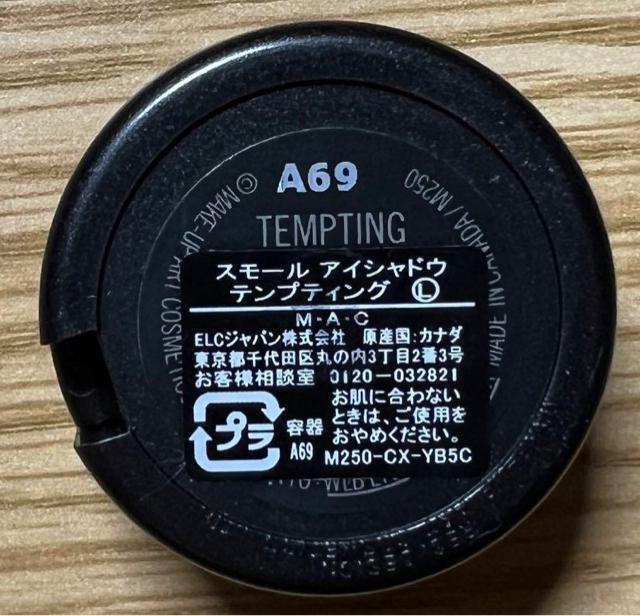 A69
© MAKE-UP ART COSMETIC
MADE IN CANADA / M250
TEMPTING
スモール アイシャドウ
テンプティング Ⓛ
M·A·C
ELCジャパン株式会社 原産国:カナダ
東京都千代田区丸の内3丁目2番3号
お客様相談室 0120-032821
プラ
容器
A69
お肌に合わない
ときは、ご使用を
おやめください。
M250-CX-YB5C